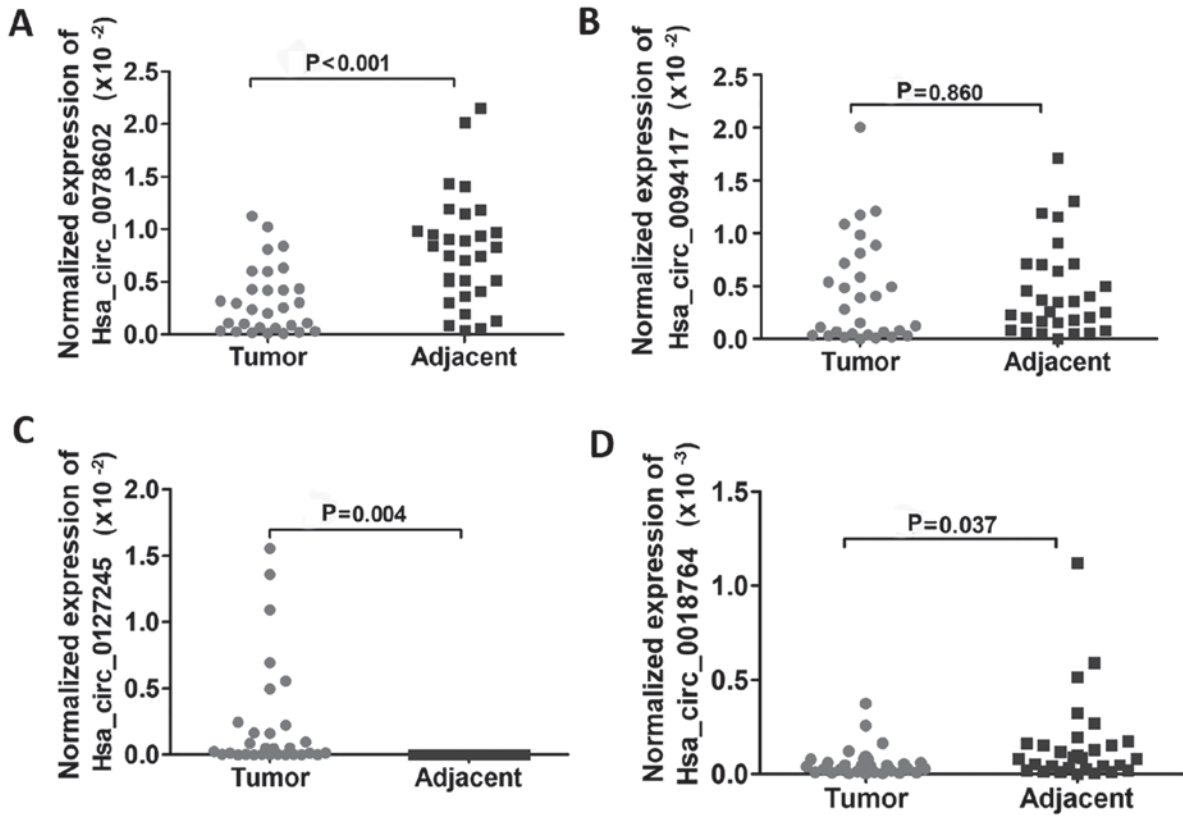 A
Normalized expression of
Hsa_circ_0078602 (x10 -2)
2.5
2.0
1.5
1.0
0.5
0.0
P<0.001
Tumor
Adjacent
B
Normalized expression of
Hsa_circ_0094117 (x10 -2)
2.5
2.0
1.5
1.0
0.5
0.0
P=0.860
Tumor
Adjacent
C
Normalized expression of
Hsa_circ_0127245 (x10 -2)
2.0
1.5
1.0
0.5
0.0
P=0.004
Tumor
Adjacent
D
Normalized expression of
Hsa_circ_0018764 (x10 -3)
1.5
1.0
0.5
0.0
P=0.037
Tumor
Adjacent